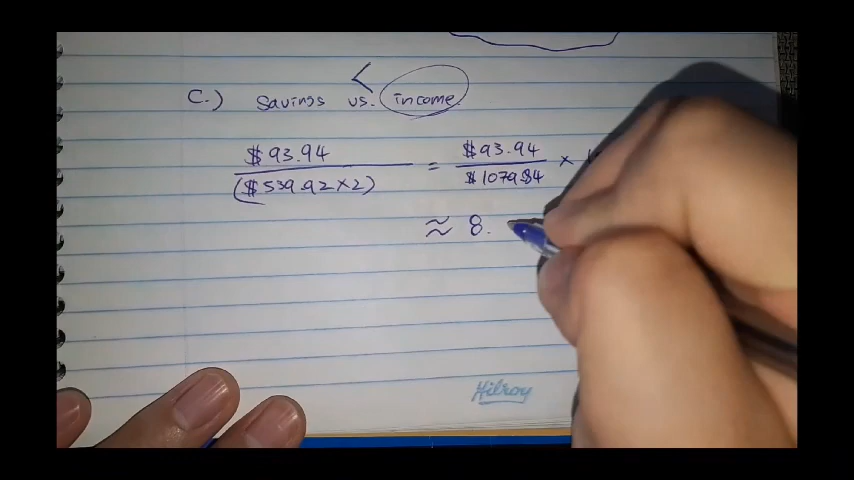 C.) Savings vs. income.
$93.94 = $93.94 ×
($539.92×2) $1079.84
≈ 8.
Hilroy